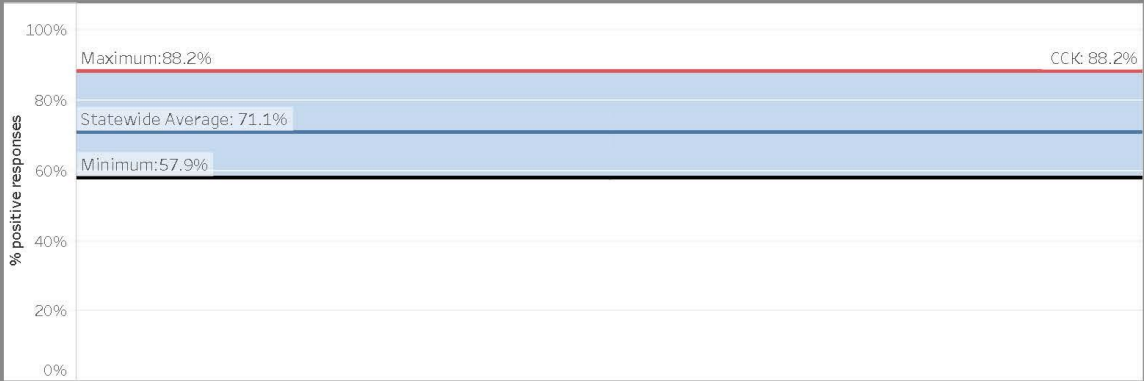 % positive responses
100%
Maximum:88.2%
CCK: 88.2%
80%
Statewide Average: 71.1%
Minimum:57.9%
60%
40%
20%
0%